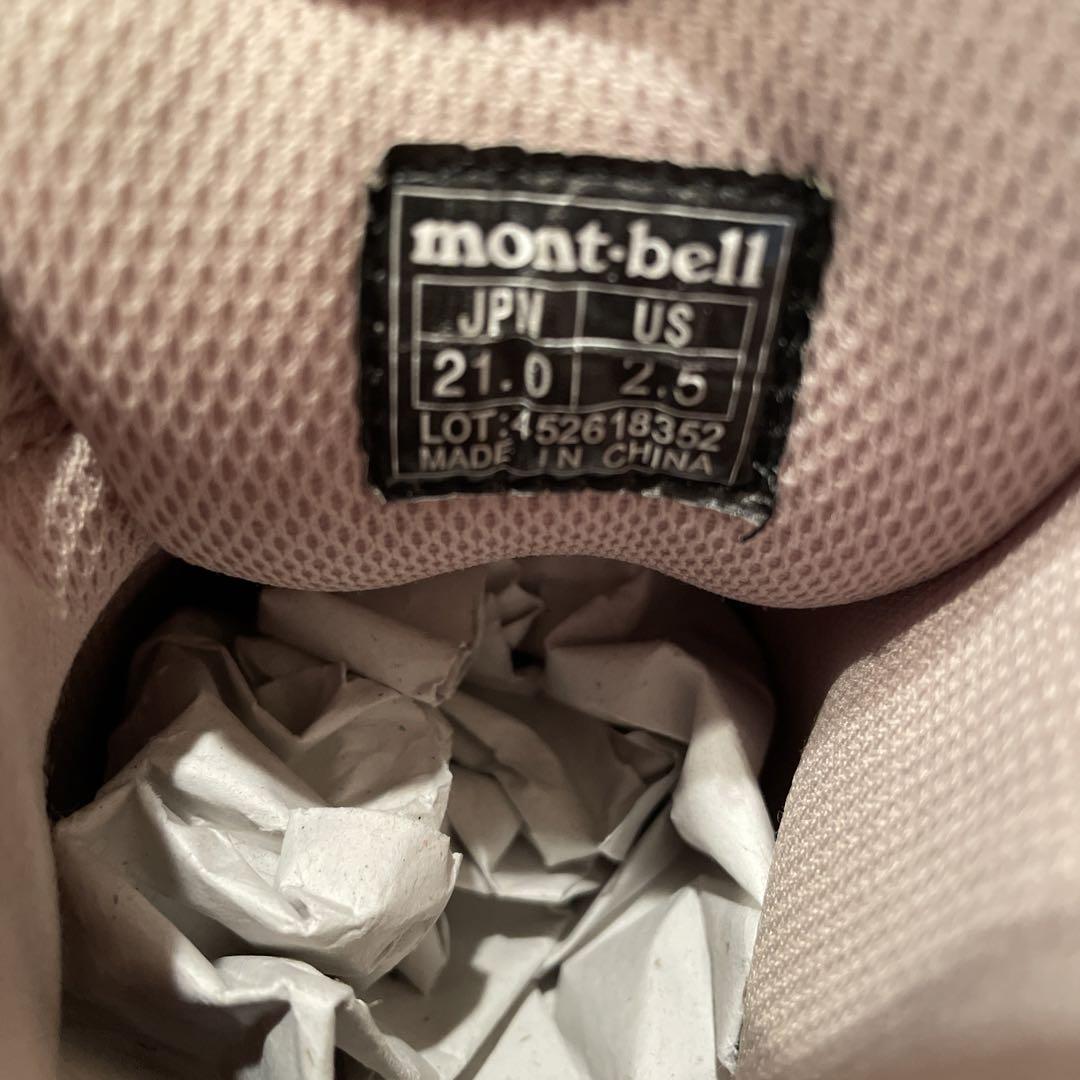 mont-bell
JPN US
21.0 2.5
LOT:452618352
MADE IN CHINA